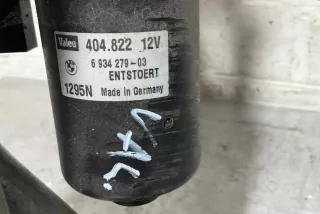 Valeo 404.822 12V
6 934 279-03
ENTSTOERT
1295N Made in Germany